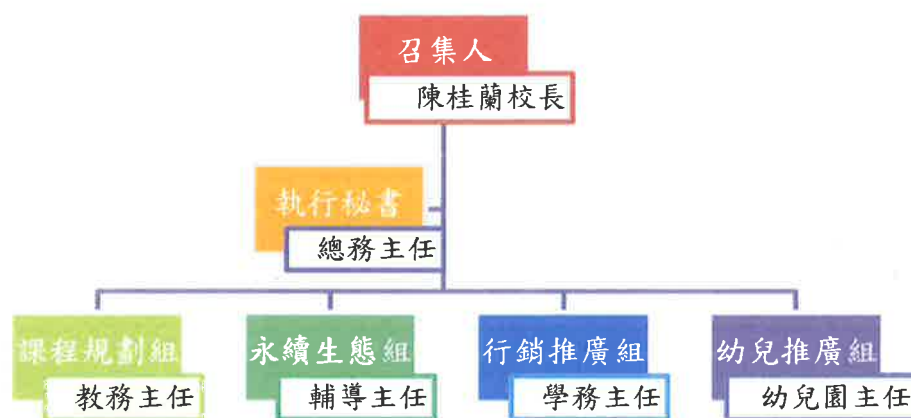 召集人
陳桂蘭校長
執行秘書
總務主任
課程規劃組
教務主任
永續生態組
輔導主任
行銷推廣組
學務主任
幼兒推廣組
幼兒園主任